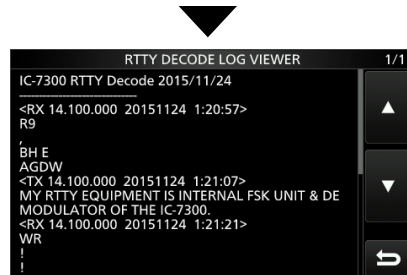 RTTY DECODE LOG VIEWER 1/1
IC-7300 RTTY Decode 2015/11/24
------------------------------
<RX 14.100.000  20151124  1:20:57>
R9
,
BH E
AGDW
<TX 14.100.000  20151124  1:21:07>
MY RTTY EQUIPMENT IS INTERNAL FSK UNIT & DE
MODULATOR OF THE IC-7300.
<RX 14.100.000  20151124  1:21:21>
WR
!
!